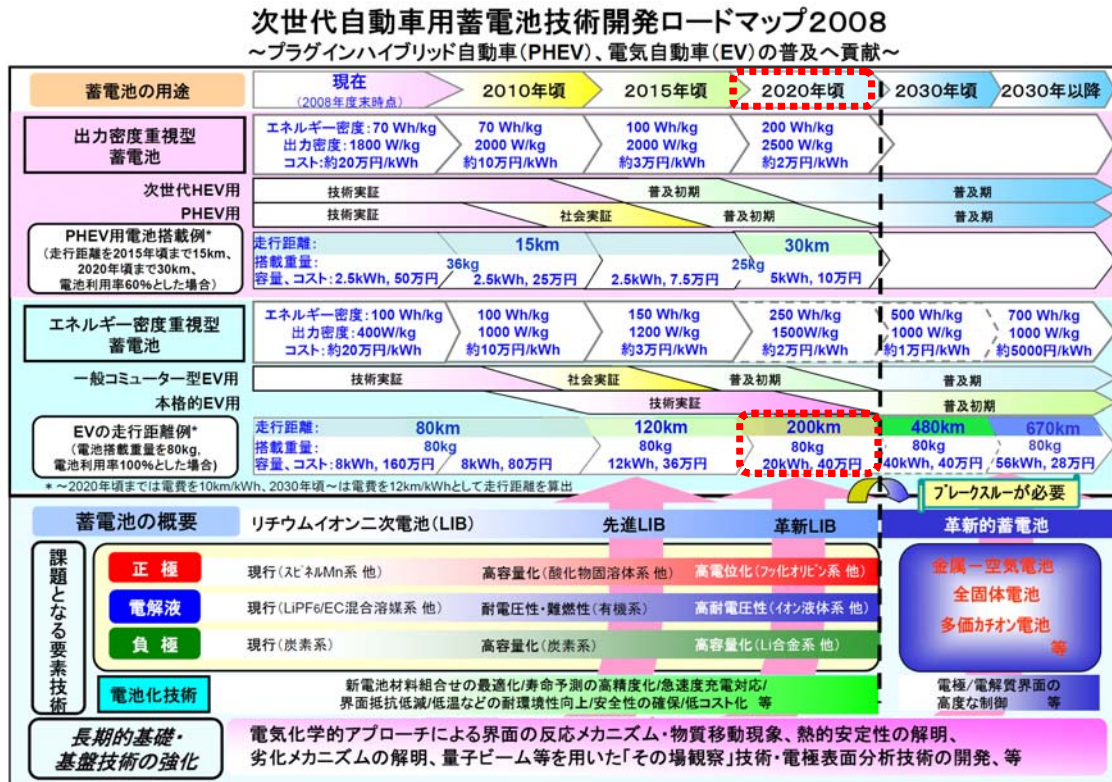 次世代自動車用蓄電池技術開発ロードマップ2008
～プラグインハイブリッド自動車(PHEV)、電気自動車(EV)の普及へ貢献～
蓄電池の用途
現在
(2008年度末時点)
2010年頃
2015年頃
2020年頃
2030年頃
2030年以降
出力密度重視型
蓄電池
エネルギー密度:70 Wh/kg
出力密度:1800 W/kg
コスト:約20万円/kWh
70 Wh/kg
2000 W/kg
約10万円/kWh
100 Wh/kg
2000 W/kg
約3万円/kWh
200 Wh/kg
2500 W/kg
約2万円/kWh
次世代HEV用
技術実証
普及初期
普及期
PHEV用
技術実証
社会実証
普及初期
普及期
PHEV用電池搭載例*
(走行距離を2015年頃まで15km、
2020年頃まで30km、
電池利用率60%とした場合)
走行距離:
15km
30km
搭載重量:
36kg
25kg
容量、コスト:2.5kWh, 50万円
2.5kWh, 25万円
2.5kWh, 7.5万円
5kWh, 10万円
エネルギー密度重視型
蓄電池
エネルギー密度:100 Wh/kg
出力密度:400W/kg
コスト:約20万円/kWh
100 Wh/kg
1000 W/kg
約10万円/kWh
150 Wh/kg
1200 W/kg
約3万円/kWh
250 Wh/kg
1500W/kg
約2万円/kWh
500 Wh/kg
1000 W/kg
約1万円/kWh
700 Wh/kg
1000 W/kg
約5000円/kWh
一般コミューター型EV用
技術実証
社会実証
普及初期
普及期
本格的EV用
技術実証
普及初期
EVの走行距離例*
(電池搭載重量を80kg,
電池利用率100%とした場合)
走行距離:
80km
120km
200km
480km
670km
搭載重量:
80kg
80kg
80kg
80kg
80kg
容量、コスト:8kWh, 160万円
8kWh, 80万円
12kWh, 36万円
20kWh, 40万円
40kWh, 40万円
56kWh, 28万円
* ～2020年頃までは電費を10km/kWh、2030年頃～は電費を12km/kWhとして走行距離を算出
ブレークスルーが必要
蓄電池の概要
リチウムイオン二次電池(LIB)
先進LIB
革新LIB
革新的蓄電池
課題となる要素技術
正極
現行(スピネルMn系 他)
高容量化(酸化物固溶体系 他)
高電位化(フッ化オリビン系 他)
電解液
現行(LiPF6/EC混合溶媒系 他)
耐電圧性・難燃性(有機系)
高耐電圧性(イオン液体系 他)
負極
現行(炭素系)
高容量化(炭素系)
高容量化(Li合金系 他)
金属－空気電池
全固体電池
多価カチオン電池
等
電池化技術
新電池材料組合せの最適化/寿命予測の高精度化/急速度充電対応/
界面抵抗低減/低温などの耐環境性向上/安全性の確保/低コスト化 等
電極/電解質界面の
高度な制御 等
長期的基礎・
基盤技術の強化
電気化学的アプローチによる界面の反応メカニズム・物質移動現象、熱的安定性の解明、
劣化メカニズムの解明、量子ビーム等を用いた「その場観察」技術・電極表面分析技術の開発、等